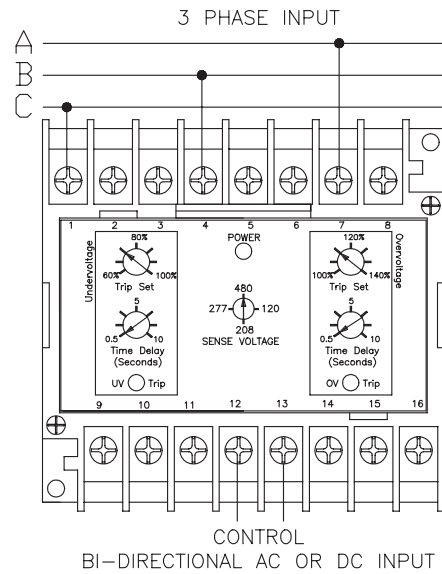 3 PHASE INPUT
A
B
C
1 2 3 4 5 6 7 8
Undervoltage
80%
60% 100%
Trip Set
5
0.5 10
Time Delay
(Seconds)
UV Trip
POWER
480
277 120
208
SENSE VOLTAGE
Overvoltage
120%
100% 140%
Trip Set
5
0.5 10
Time Delay
(Seconds)
OV Trip
9 10 11 12 13 14 15 16
CONTROL
BI-DIRECTIONAL AC OR DC INPUT